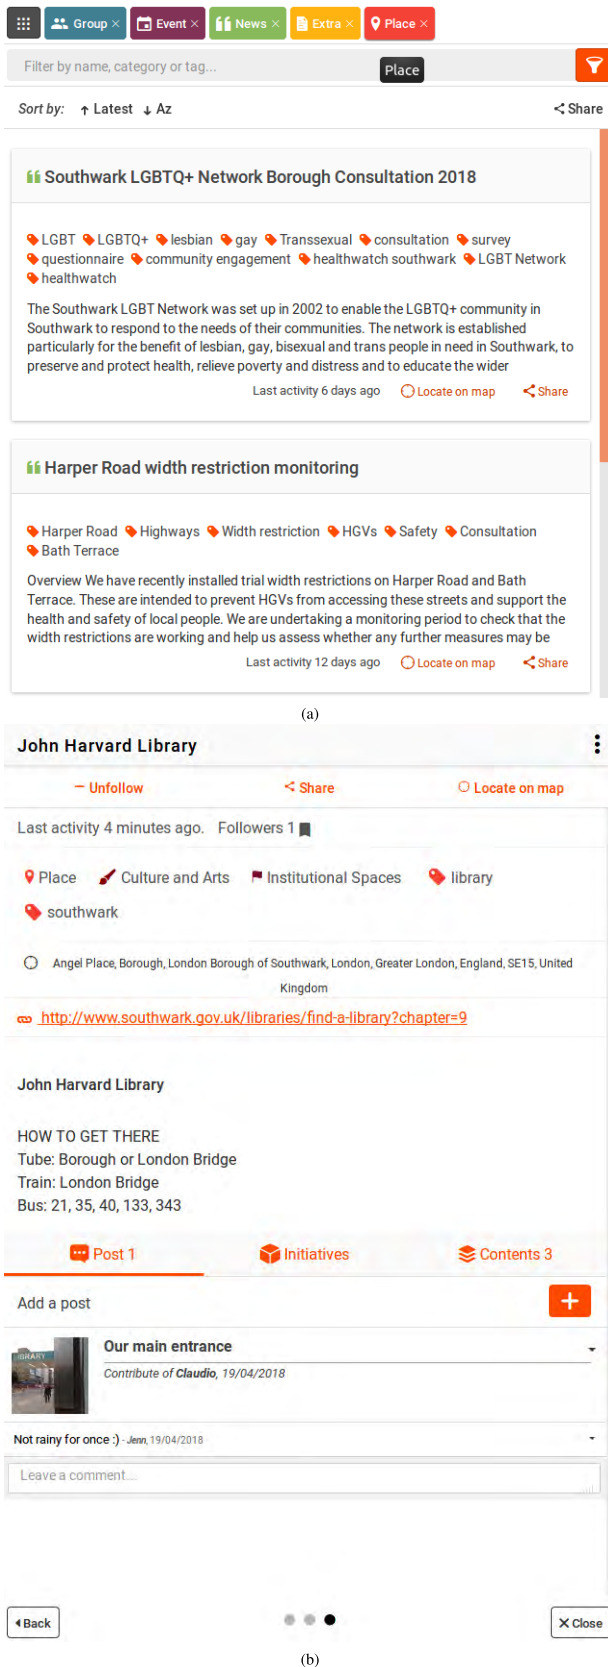 Group × Event × News × Extra × Place ×
Filter by name, category or tag...
Place
Sort by: ↑ Latest ↓ Az Share
Southwark LGBTQ+ Network Borough Consultation 2018
LGBT LGBTQ+ lesbian gay Transsexual consultation survey
questionnaire community engagement healthwatch southwark LGBT Network
healthwatch
The Southwark LGBT Network was set up in 2002 to enable the LGBTQ+ community in
Southwark to respond to the needs of their communities. The network is established
particularly for the benefit of lesbian, gay, bisexual and trans people in need in Southwark, to
preserve and protect health, relieve poverty and distress and to educate the wider
Last activity 6 days ago Locate on map Share
Harper Road width restriction monitoring
Harper Road Highways Width restriction HGVs Safety Consultation
Bath Terrace
Overview We have recently installed trial width restrictions on Harper Road and Bath
Terrace. These are intended to prevent HGVs from accessing these streets and support the
health and safety of local people. We are undertaking a monitoring period to check that the
width restrictions are working and help us assess whether any further measures may be
Last activity 12 days ago Locate on map Share
(a)
John Harvard Library
Unfollow Share Locate on map
Last activity 4 minutes ago. Followers 1
Place Culture and Arts Institutional Spaces library
southwark
Angel Place, Borough, London Borough of Southwark, London, Greater London, England, SE15, United
Kingdom
http://www.southwark.gov.uk/libraries/find-a-library?chapter=9
John Harvard Library
HOW TO GET THERE
Tube: Borough or London Bridge
Train: London Bridge
Bus: 21, 35, 40, 133, 343
Post 1 Initiatives Contents 3
Add a post +
LIBRARY
Our main entrance
Contribute of Claudio, 19/04/2018
Not rainy for once :) - Jenn, 19/04/2018
Leave a comment...
Back × Close
(b)